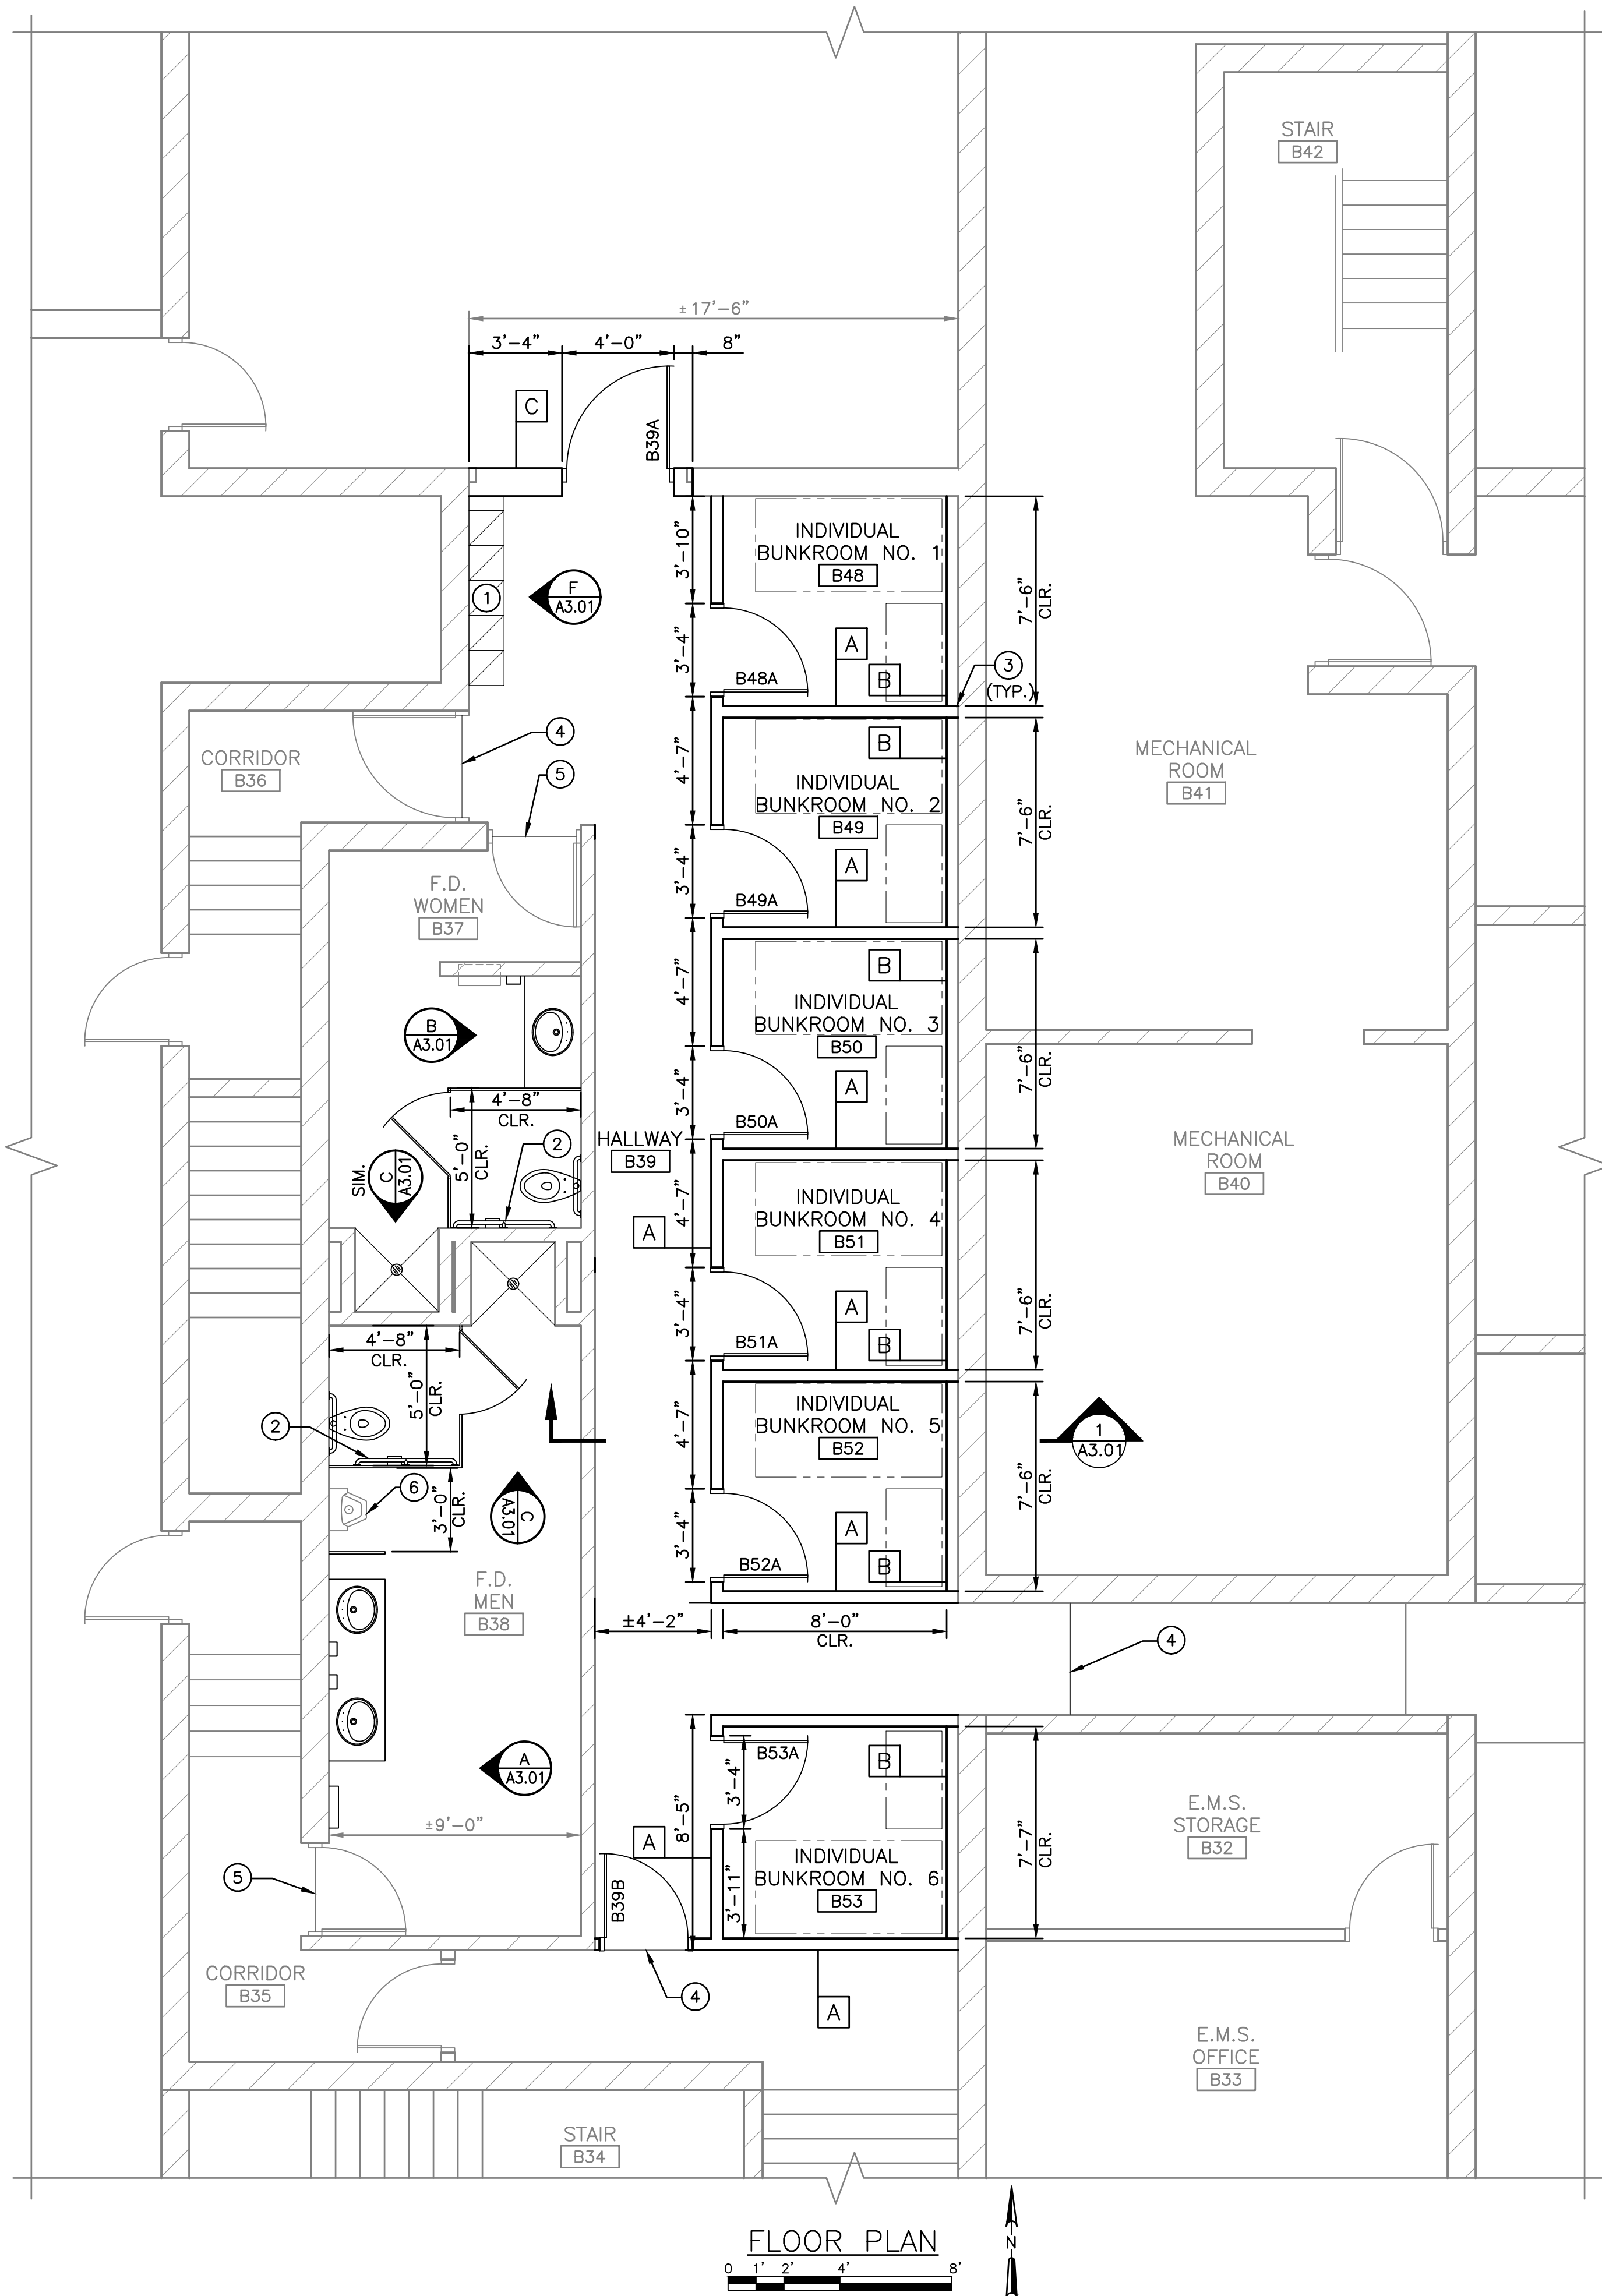 STAIR
B42
±17'-6"
3'-4"
4'-0"
8"
C
B39A
INDIVIDUAL
BUNKROOM NO. 1
B48
3'-10"
7'-6"
CLR.
1
F
A3.01
3'-4"
A
B
B48A
3
(TYP.)
CORRIDOR
B36
4
5
4'-7"
B
INDIVIDUAL
BUNKROOM NO. 2
B49
7'-6"
CLR.
MECHANICAL
ROOM
B41
3'-4"
A
B49A
F.D.
WOMEN
B37
4'-7"
B
INDIVIDUAL
BUNKROOM NO. 3
B50
7'-6"
CLR.
B
A3.01
3'-4"
A
B50A
4'-8"
CLR.
5'-0"
CLR.
2
HALLWAY
B39
SIM.
C
A3.01
MECHANICAL
ROOM
B40
4'-7"
A
INDIVIDUAL
BUNKROOM NO. 4
B51
7'-6"
CLR.
3'-4"
A
B
B51A
4'-8"
CLR.
5'-0"
CLR.
2
4'-7"
INDIVIDUAL
BUNKROOM NO. 5
B52
1
A3.01
7'-6"
CLR.
6
3'-0"
CLR.
C
A3.01
3'-4"
A
B
B52A
F.D.
MEN
B38
±4'-2"
8'-0"
CLR.
4
A
A3.01
B53A
B
3'-4"
8'-5"
A
3'-11"
INDIVIDUAL
BUNKROOM NO. 6
B53
7'-7"
CLR.
E.M.S.
STORAGE
B32
±9'-0"
5
B39B
4
A
CORRIDOR
B35
E.M.S.
OFFICE
B33
STAIR
B34
FLOOR PLAN
0 1' 2' 4' 8'
N